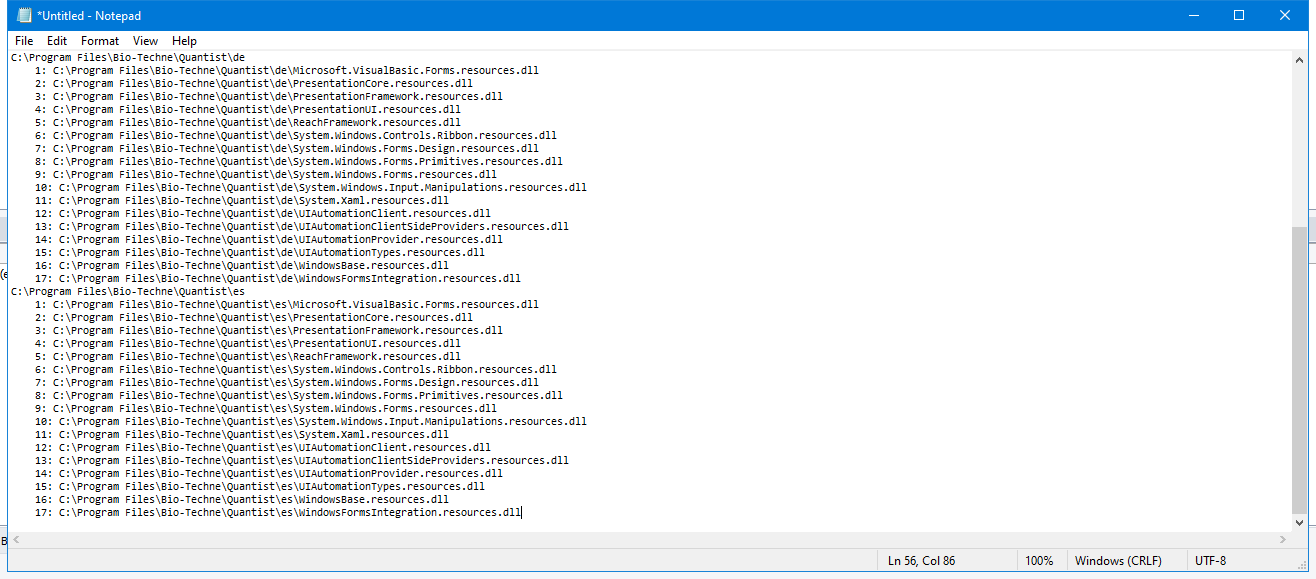 *Untitled - Notepad
File Edit Format View Help
C:\Program Files\Bio-Techne\Quantist\de
1: C:\Program Files\Bio-Techne\Quantist\de\Microsoft.VisualBasic.Forms.resources.dll
2: C:\Program Files\Bio-Techne\Quantist\de\PresentationCore.resources.dll
3: C:\Program Files\Bio-Techne\Quantist\de\PresentationFramework.resources.dll
4: C:\Program Files\Bio-Techne\Quantist\de\PresentationUI.resources.dll
5: C:\Program Files\Bio-Techne\Quantist\de\ReachFramework.resources.dll
6: C:\Program Files\Bio-Techne\Quantist\de\System.Windows.Controls.Ribbon.resources.dll
7: C:\Program Files\Bio-Techne\Quantist\de\System.Windows.Forms.Design.resources.dll
8: C:\Program Files\Bio-Techne\Quantist\de\System.Windows.Forms.Primitives.resources.dll
9: C:\Program Files\Bio-Techne\Quantist\de\System.Windows.Forms.resources.dll
10: C:\Program Files\Bio-Techne\Quantist\de\System.Windows.Input.Manipulations.resources.dll
11: C:\Program Files\Bio-Techne\Quantist\de\System.Xaml.resources.dll
12: C:\Program Files\Bio-Techne\Quantist\de\UIAutomationClient.resources.dll
13: C:\Program Files\Bio-Techne\Quantist\de\UIAutomationClientSideProviders.resources.dll
14: C:\Program Files\Bio-Techne\Quantist\de\UIAutomationProvider.resources.dll
15: C:\Program Files\Bio-Techne\Quantist\de\UIAutomationTypes.resources.dll
16: C:\Program Files\Bio-Techne\Quantist\de\WindowsBase.resources.dll
17: C:\Program Files\Bio-Techne\Quantist\de\WindowsFormsIntegration.resources.dll
C:\Program Files\Bio-Techne\Quantist\es
1: C:\Program Files\Bio-Techne\Quantist\es\Microsoft.VisualBasic.Forms.resources.dll
2: C:\Program Files\Bio-Techne\Quantist\es\PresentationCore.resources.dll
3: C:\Program Files\Bio-Techne\Quantist\es\PresentationFramework.resources.dll
4: C:\Program Files\Bio-Techne\Quantist\es\PresentationUI.resources.dll
5: C:\Program Files\Bio-Techne\Quantist\es\ReachFramework.resources.dll
6: C:\Program Files\Bio-Techne\Quantist\es\System.Windows.Controls.Ribbon.resources.dll
7: C:\Program Files\Bio-Techne\Quantist\es\System.Windows.Forms.Design.resources.dll
8: C:\Program Files\Bio-Techne\Quantist\es\System.Windows.Forms.Primitives.resources.dll
9: C:\Program Files\Bio-Techne\Quantist\es\System.Windows.Forms.resources.dll
10: C:\Program Files\Bio-Techne\Quantist\es\System.Windows.Input.Manipulations.resources.dll
11: C:\Program Files\Bio-Techne\Quantist\es\System.Xaml.resources.dll
12: C:\Program Files\Bio-Techne\Quantist\es\UIAutomationClient.resources.dll
13: C:\Program Files\Bio-Techne\Quantist\es\UIAutomationClientSideProviders.resources.dll
14: C:\Program Files\Bio-Techne\Quantist\es\UIAutomationProvider.resources.dll
15: C:\Program Files\Bio-Techne\Quantist\es\UIAutomationTypes.resources.dll
16: C:\Program Files\Bio-Techne\Quantist\es\WindowsBase.resources.dll
17: C:\Program Files\Bio-Techne\Quantist\es\WindowsFormsIntegration.resources.dll
Ln 56, Col 86 100% Windows (CRLF) UTF-8